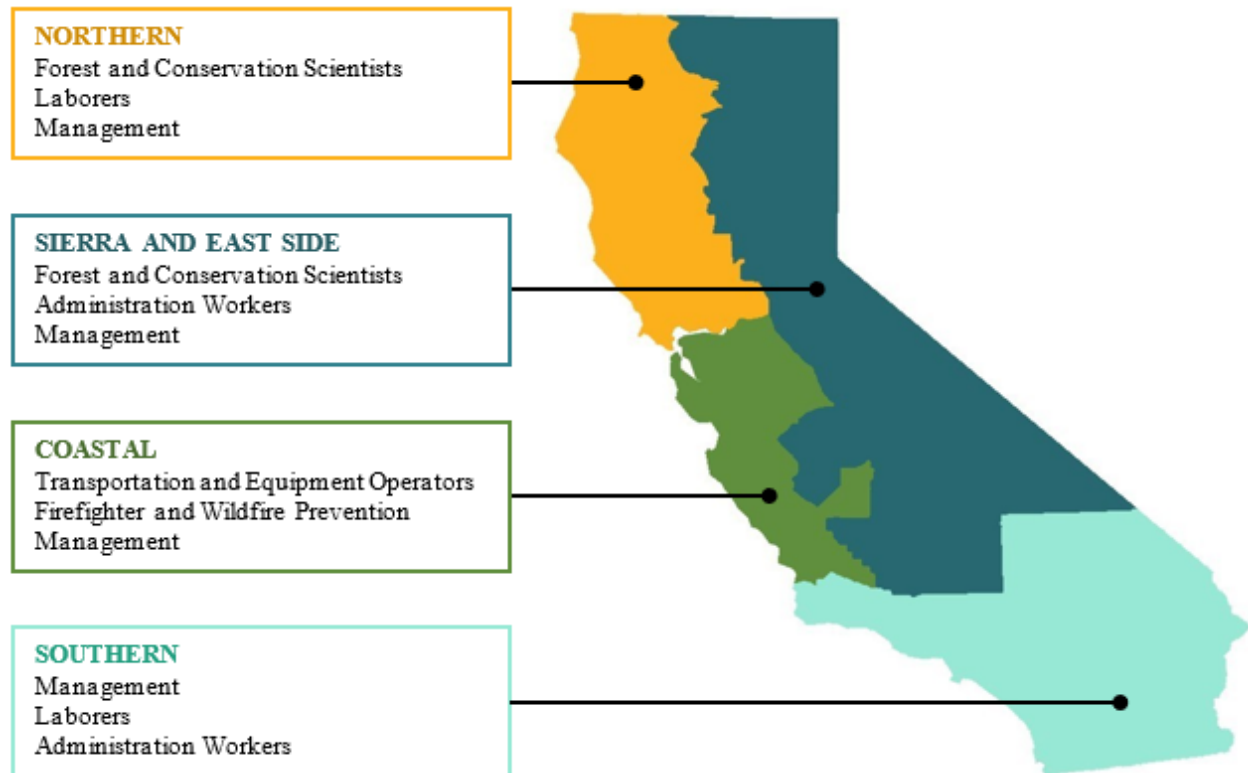 NORTHERN
Forest and Conservation Scientists
Laborers
Management
SIERRA AND EAST SIDE
Forest and Conservation Scientists
Administration Workers
Management
COASTAL
Transportation and Equipment Operators
Firefighter and Wildfire Prevention
Management
SOUTHERN
Management
Laborers
Administration Workers